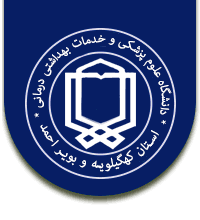 دانشگاه علوم پزشکی و خدمات بهداشتی درمانی
استان کهگیلویه و بویر احمد